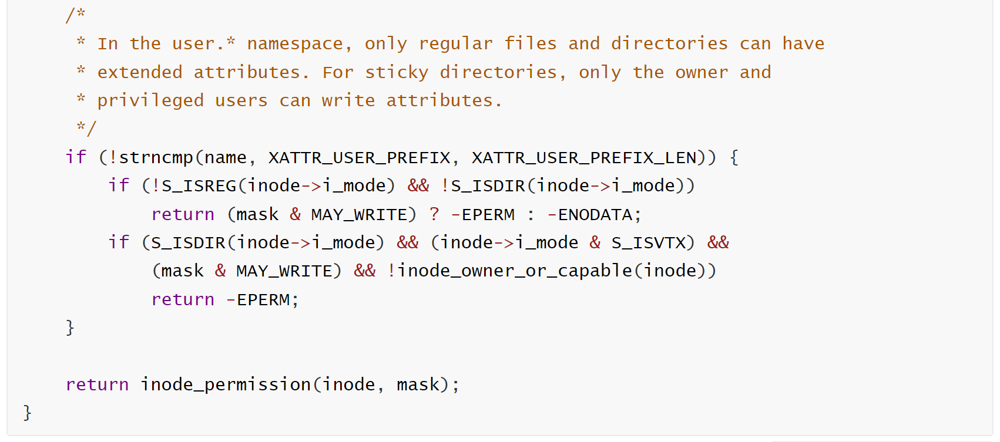 /*
 * In the user.* namespace, only regular files and directories can have
 * extended attributes. For sticky directories, only the owner and
 * privileged users can write attributes.
 */
if (!strncmp(name, XATTR_USER_PREFIX, XATTR_USER_PREFIX_LEN)) {
    if (!S_ISREG(inode->i_mode) && !S_ISDIR(inode->i_mode))
        return (mask & MAY_WRITE) ? -EPERM : -ENODATA;
    if (S_ISDIR(inode->i_mode) && (inode->i_mode & S_ISVTX) &&
        (mask & MAY_WRITE) && !inode_owner_or_capable(inode))
        return -EPERM;
}
return inode_permission(inode, mask);
}